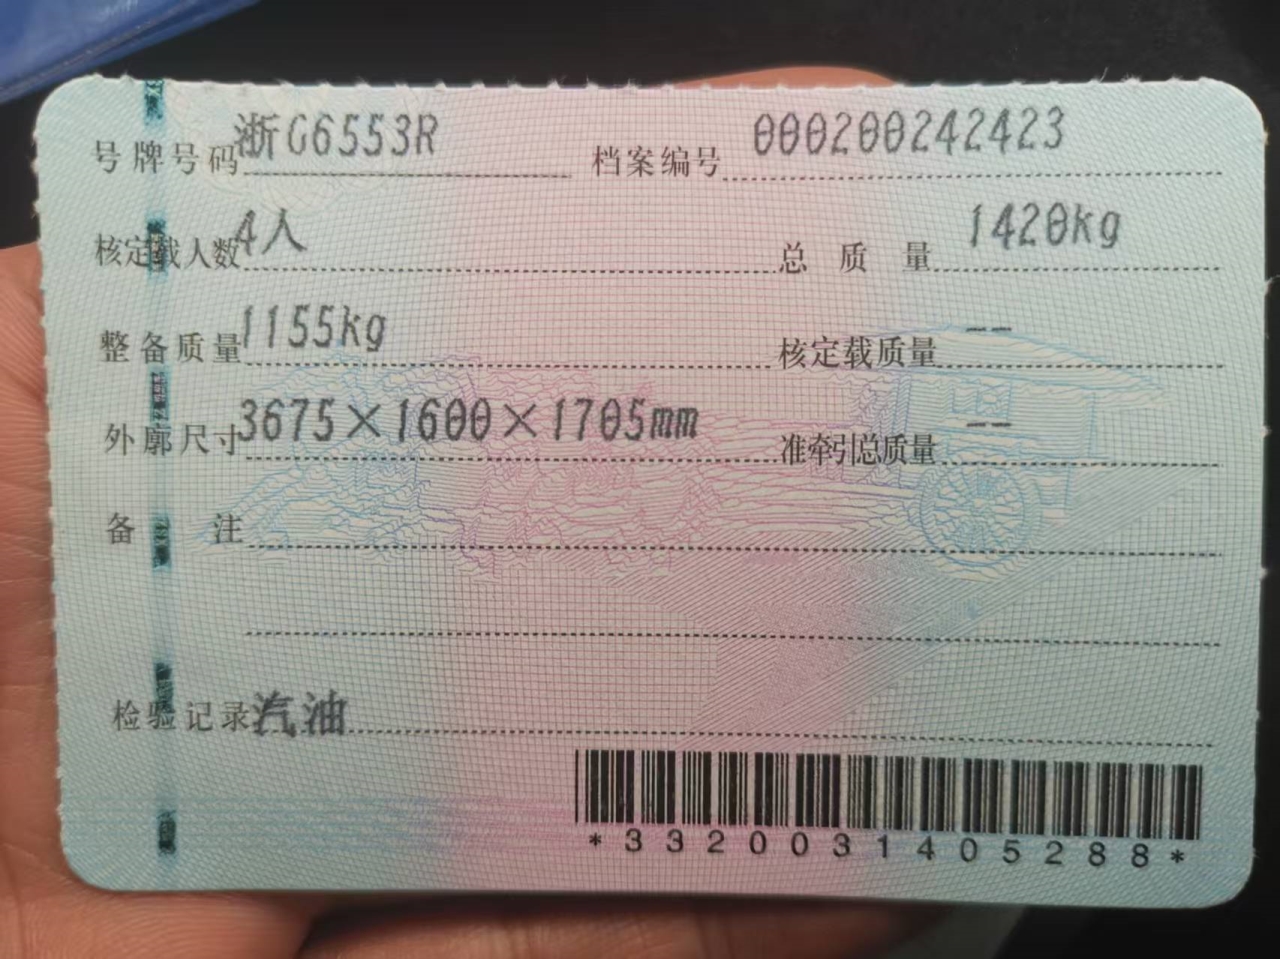 号牌号码 浙G6553R 档案编号 000200242423
核定载人数 4人 总质量 1420kg
整备质量 1155kg 核定载质量 --
外廓尺寸 3675×1600×1705mm 准牵引总质量 --
备注
检验记录 汽油
*3320031405288*